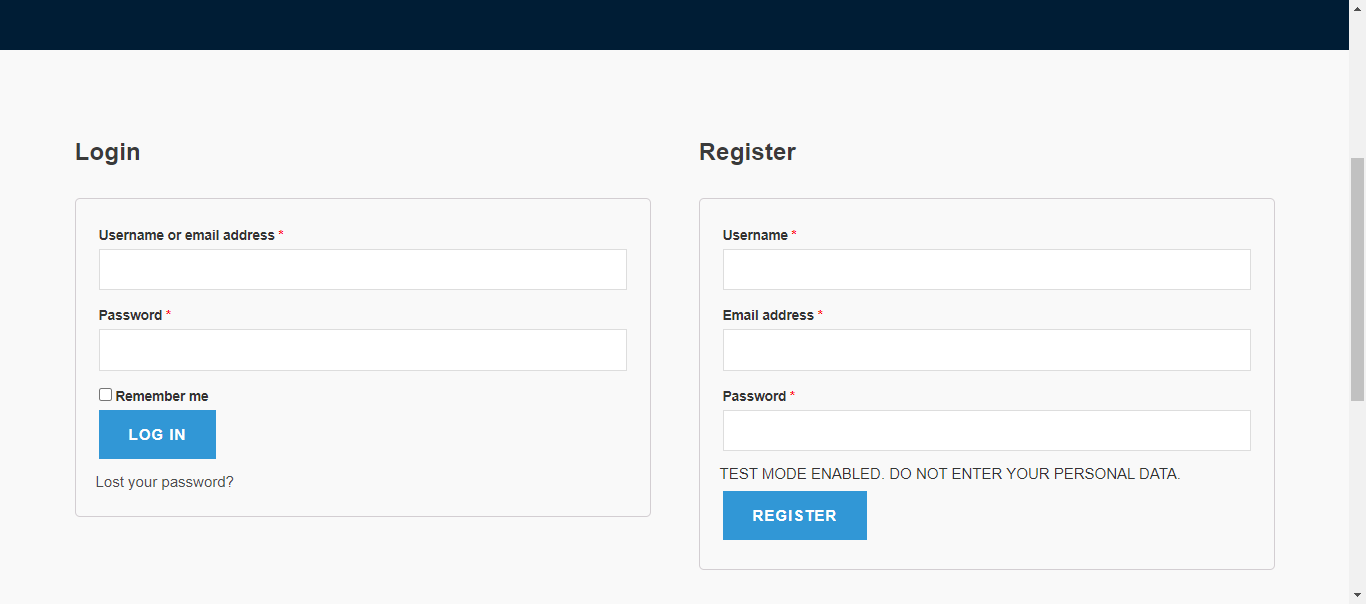 Login
Username or email address *
Password *
Remember me
LOG IN
Lost your password?
Register
Username *
Email address *
Password *
TEST MODE ENABLED. DO NOT ENTER YOUR PERSONAL DATA.
REGISTER